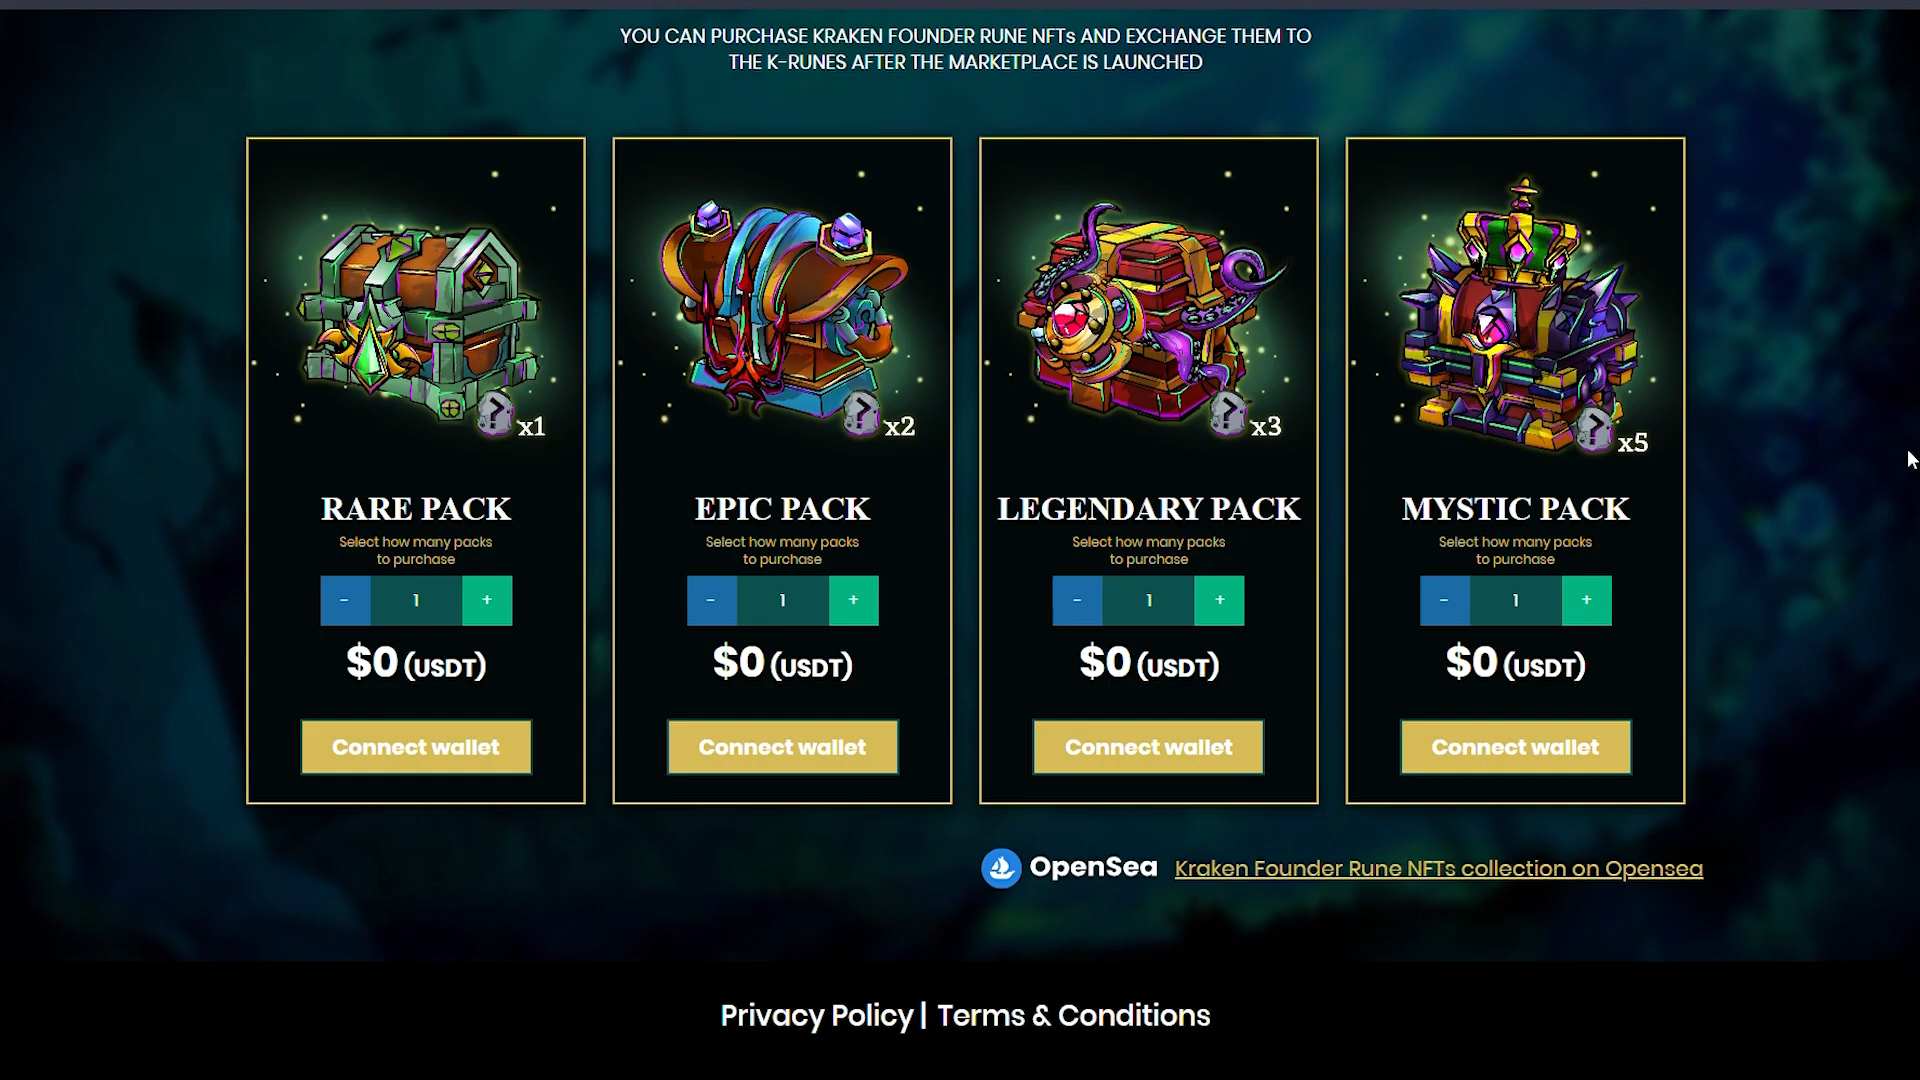 YOU CAN PURCHASE KRAKEN FOUNDER RUNE NFTs AND EXCHANGE THEM TO
THE K-RUNES AFTER THE MARKETPLACE IS LAUNCHED
? x1
? x2
? x3
? x5
RARE PACK
Select how many packs
to purchase
- 1 +
$0 (USDT)
Connect wallet
EPIC PACK
Select how many packs
to purchase
- 1 +
$0 (USDT)
Connect wallet
LEGENDARY PACK
Select how many packs
to purchase
- 1 +
$0 (USDT)
Connect wallet
MYSTIC PACK
Select how many packs
to purchase
- 1 +
$0 (USDT)
Connect wallet
OpenSea Kraken Founder Rune NFTs collection on Opensea
Privacy Policy | Terms & Conditions